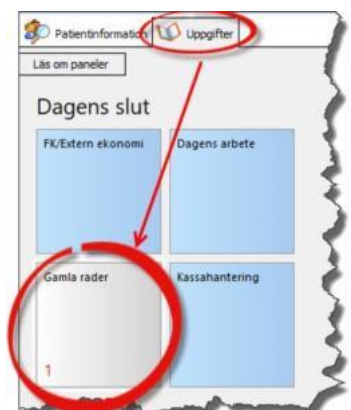 Patientinformation Uppgifter
Läs om paneler
Dagens slut
FK/Extern ekonomi Dagens arbete
Gamla rader Kassahantering
1